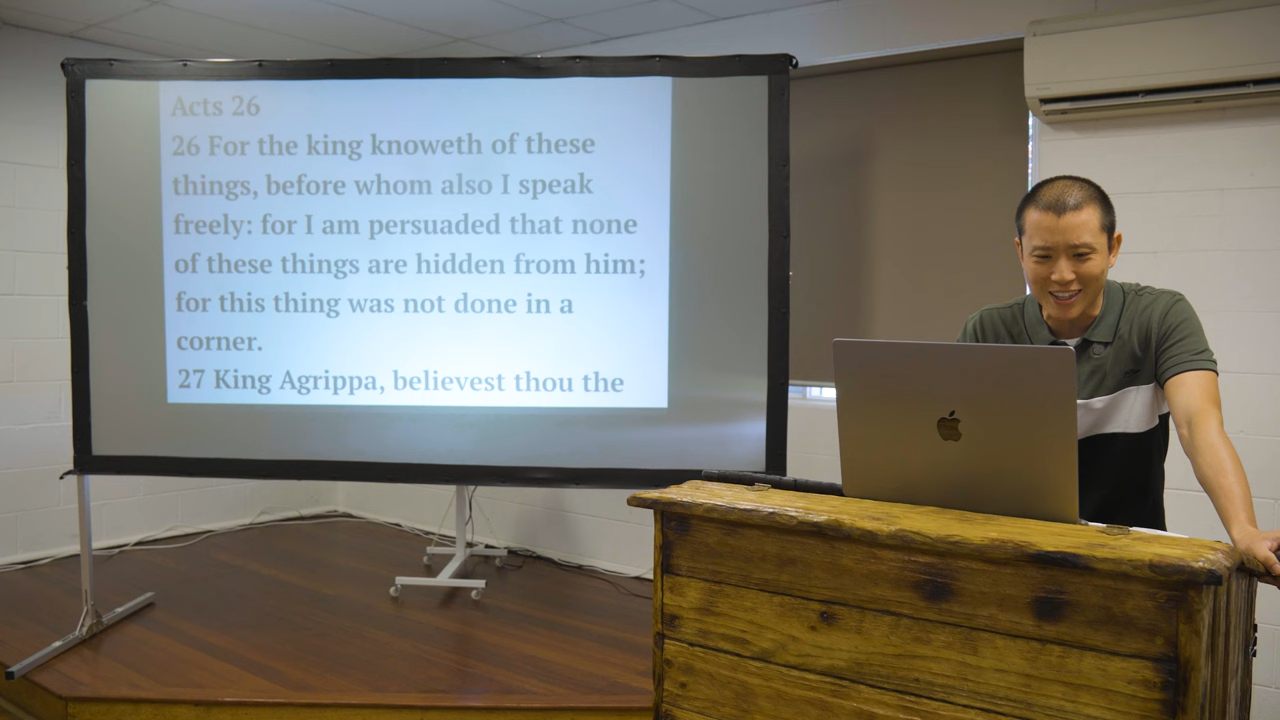 Acts 26
26 For the king knoweth of these
things, before whom also I speak
freely: for I am persuaded that none
of these things are hidden from him;
for this thing was not done in a
corner.
27 King Agrippa, believest thou the